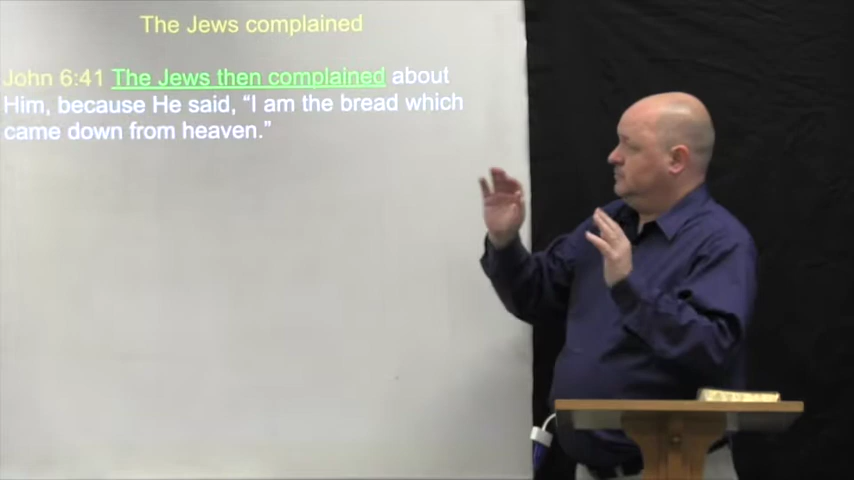 The Jews complained
John 6:41 The Jews then complained about
Him, because He said, “I am the bread which
came down from heaven.”